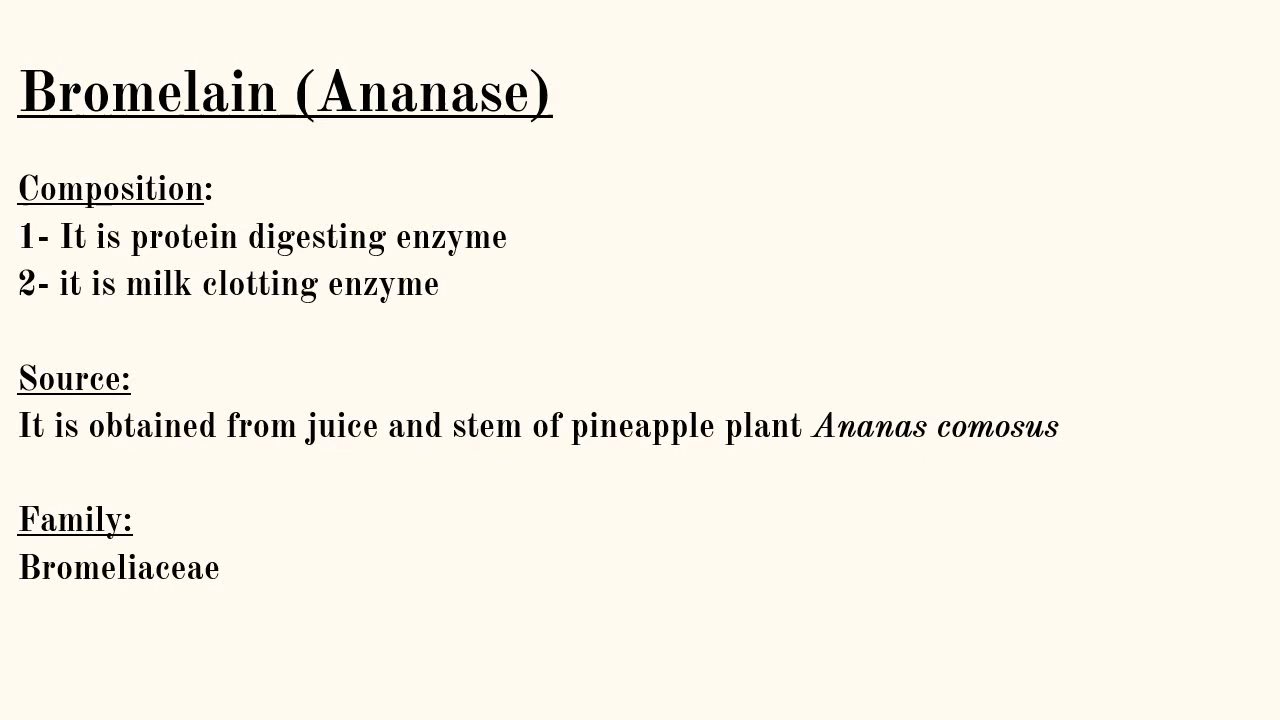 Bromelain (Ananase)
Composition:
1- It is protein digesting enzyme
2- it is milk clotting enzyme
Source:
It is obtained from juice and stem of pineapple plant Ananas comosus
Family:
Bromeliaceae